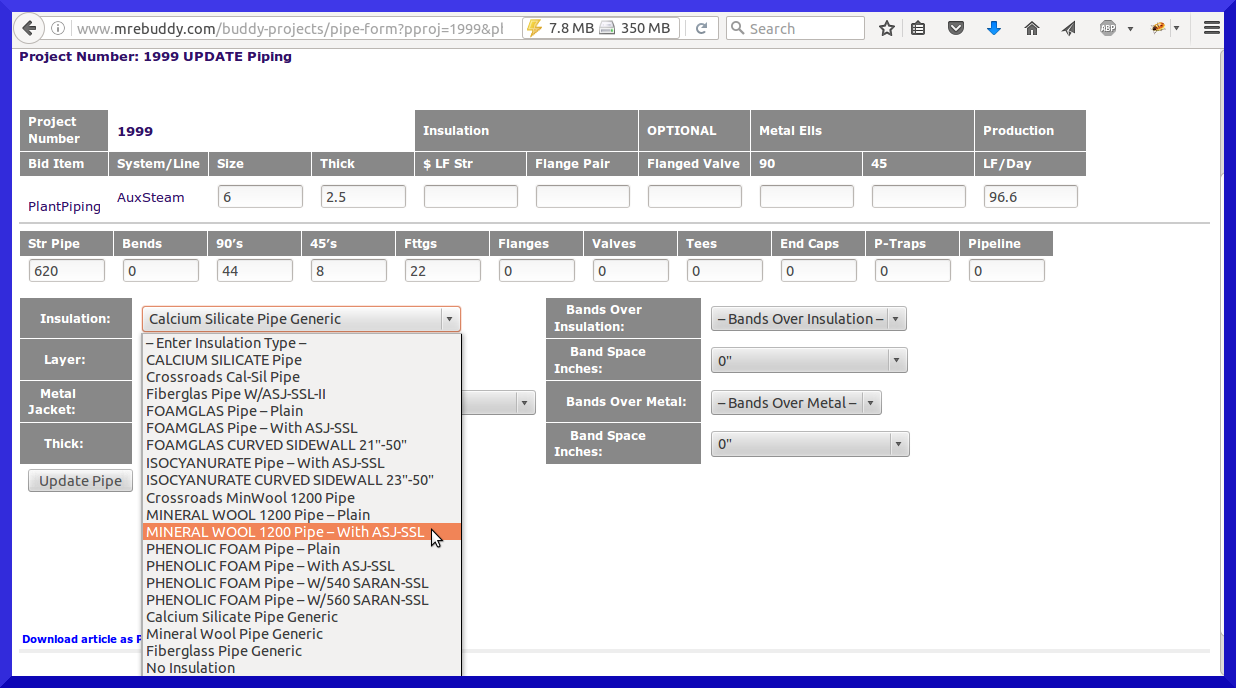 www.mrebuddy.com/buddy-projects/pipe-form?pproj=1999&pl 7.8 MB 350 MB Search ABP
Project Number: 1999 UPDATE Piping
Project Number 1999 Insulation OPTIONAL Metal Ells Production
Bid Item System/Line Size Thick $ LF Str Flange Pair Flanged Valve 90 45 LF/Day
PlantPiping AuxSteam 6 2.5 96.6
Str Pipe Bends 90's 45's Fttgs Flanges Valves Tees End Caps P-Traps Pipeline
620 0 44 8 22 0 0 0 0 0 0
Insulation: Calcium Silicate Pipe Generic Bands Over Insulation: – Bands Over Insulation –
Layer: Band Space Inches: 0"
Metal Jacket: Bands Over Metal: – Bands Over Metal –
Thick: Band Space Inches: 0"
Update Pipe
– Enter Insulation Type –
CALCIUM SILICATE Pipe
Crossroads Cal-Sil Pipe
Fiberglas Pipe W/ASJ-SSL-II
FOAMGLAS Pipe – Plain
FOAMGLAS Pipe – With ASJ-SSL
FOAMGLAS CURVED SIDEWALL 21"-50"
ISOCYANURATE Pipe – With ASJ-SSL
ISOCYANURATE CURVED SIDEWALL 23"-50"
Crossroads MinWool 1200 Pipe
MINERAL WOOL 1200 Pipe – Plain
MINERAL WOOL 1200 Pipe – With ASJ-SSL
PHENOLIC FOAM Pipe – Plain
PHENOLIC FOAM Pipe – With ASJ-SSL
PHENOLIC FOAM Pipe – W/540 SARAN-SSL
PHENOLIC FOAM Pipe – W/560 SARAN-SSL
Calcium Silicate Pipe Generic
Mineral Wool Pipe Generic
Fiberglass Pipe Generic
No Insulation
Download article as